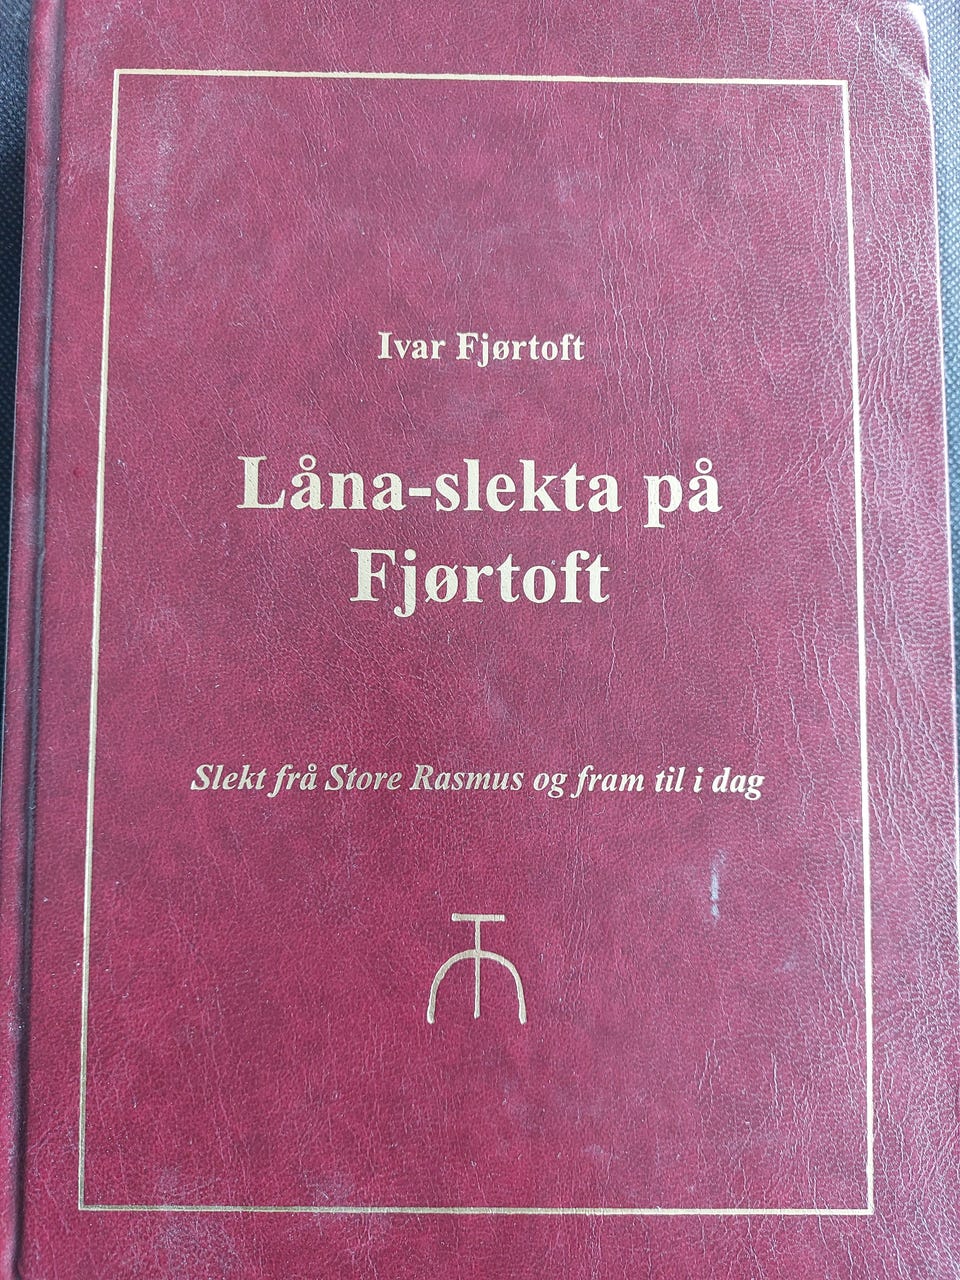 Ivar Fjørtoft
Låna-slekta på
Fjørtoft
Slekt frå Store Rasmus og fram til i dag